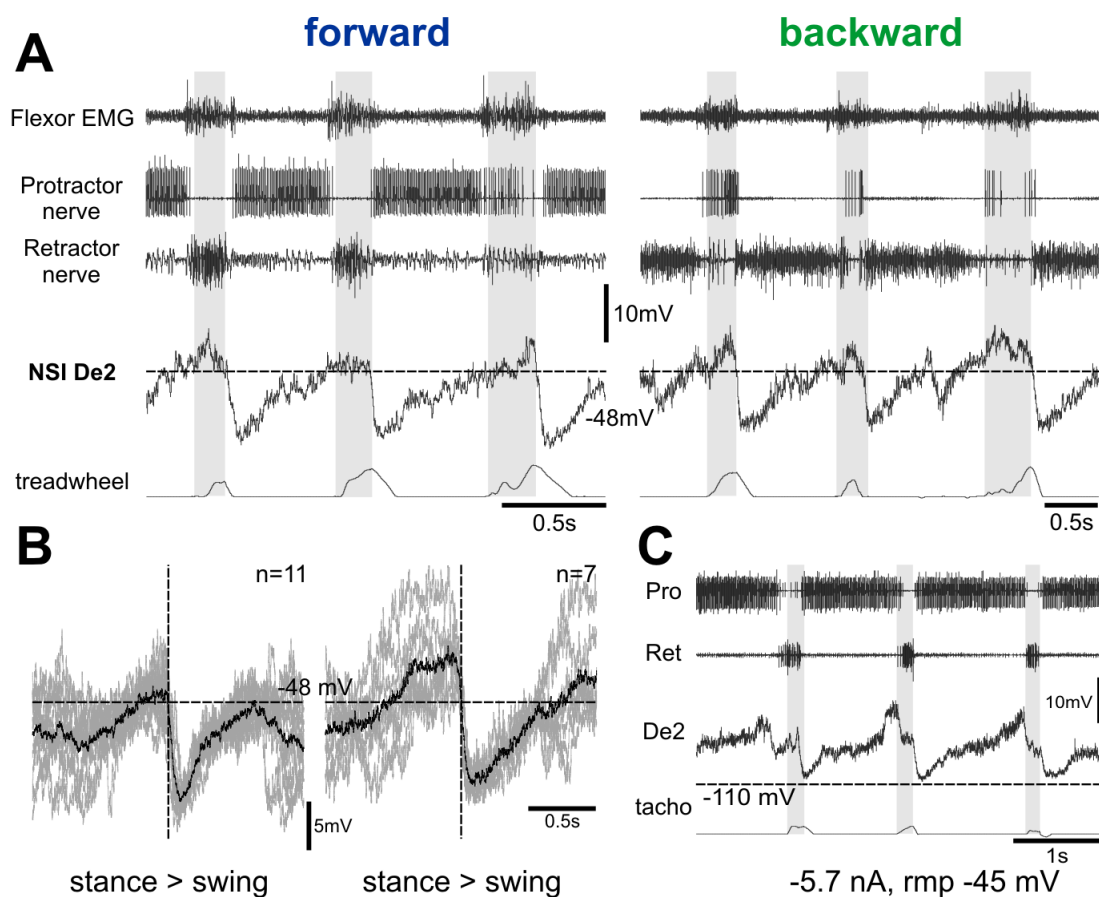 forward
backward
A
Flexor EMG
Protractor
nerve
Retractor
nerve
10mV
NSI De2
-48mV
treadwheel
0.5s
0.5s
B
n=11
n=7
-48 mV
5mV
0.5s
stance > swing
stance > swing
C
Pro
Ret
10mV
De2
-110 mV
tacho
1s
-5.7 nA, rmp -45 mV